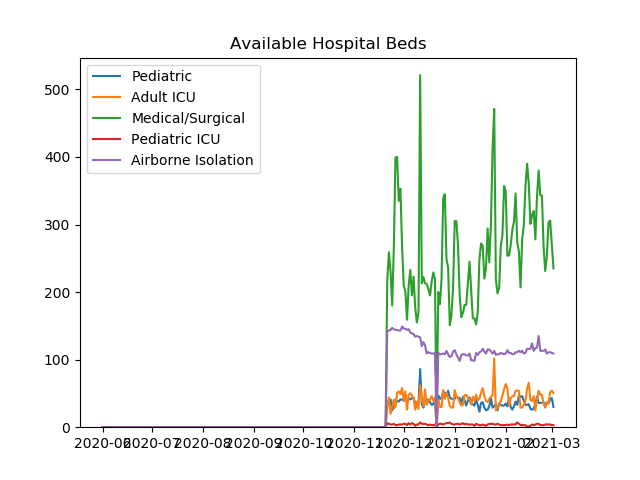 Available Hospital Beds
Pediatric
Adult ICU
Medical/Surgical
Pediatric ICU
Airborne Isolation
500
400
300
200
100
0
2020-06 2020-07 2020-08 2020-09 2020-10 2020-11 2020-12 2021-01 2021-02 2021-03